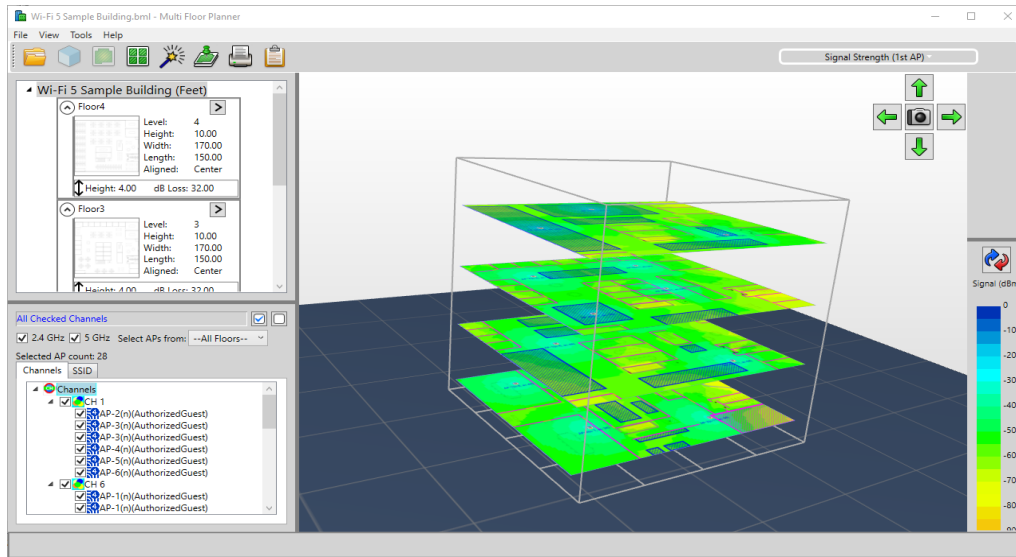 Wi-Fi 5 Sample Building.bml - Multi Floor Planner
File View Tools Help
Signal Strength (1st AP)
Wi-Fi 5 Sample Building (Feet)
Floor4
Level: 4
Height: 10.00
Width: 170.00
Length: 150.00
Aligned: Center
Height: 4.00 dB Loss: 32.00
Floor3
Level: 3
Height: 10.00
Width: 170.00
Length: 150.00
Aligned: Center
Height: 4.00 dB Loss: 32.00
All Checked Channels
2.4 GHz 5 GHz Select APs from: --All Floors--
Selected AP count: 28
Channels SSID
Channels
CH 1
AP-2(n)(AuthorizedGuest)
AP-3(n)(AuthorizedGuest)
AP-3(n)(AuthorizedGuest)
AP-4(n)(AuthorizedGuest)
AP-5(n)(AuthorizedGuest)
AP-6(n)(AuthorizedGuest)
CH 6
AP-1(n)(AuthorizedGuest)
AP-1(n)(AuthorizedGuest)
Signal (dBm
0
-10
-20
-30
-40
-50
-60
-70
-80
-90